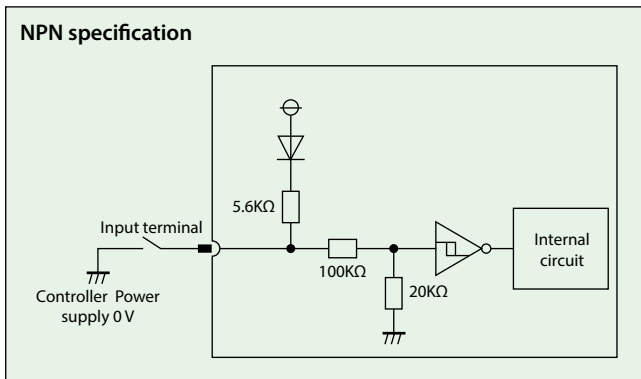 NPN specification
5.6KΩ
Input terminal
100KΩ
20KΩ
Internal
circuit
Controller Power
supply 0 V